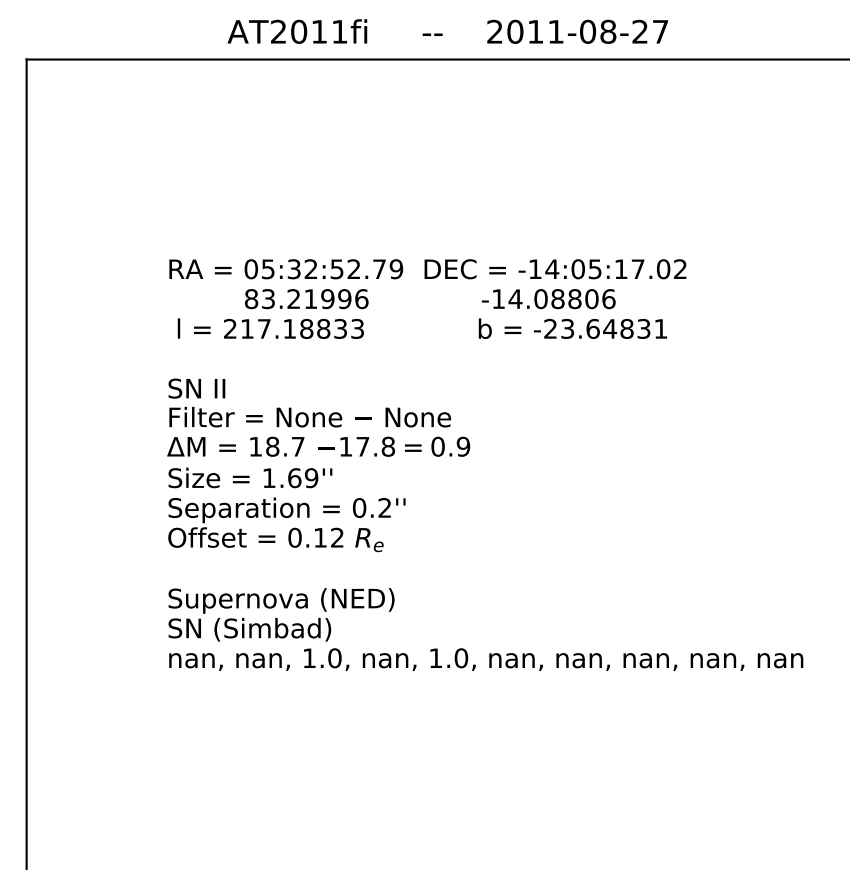 AT2011fi -- 2011-08-27
RA = 05:32:52.79 DEC = -14:05:17.02
83.21996 -14.08806
l = 217.18833 b = -23.64831
SN II
Filter = None − None
ΔM = 18.7 −17.8 = 0.9
Size = 1.69''
Separation = 0.2''
Offset = 0.12 Re
Supernova (NED)
SN (Simbad)
nan, nan, 1.0, nan, 1.0, nan, nan, nan, nan, nan